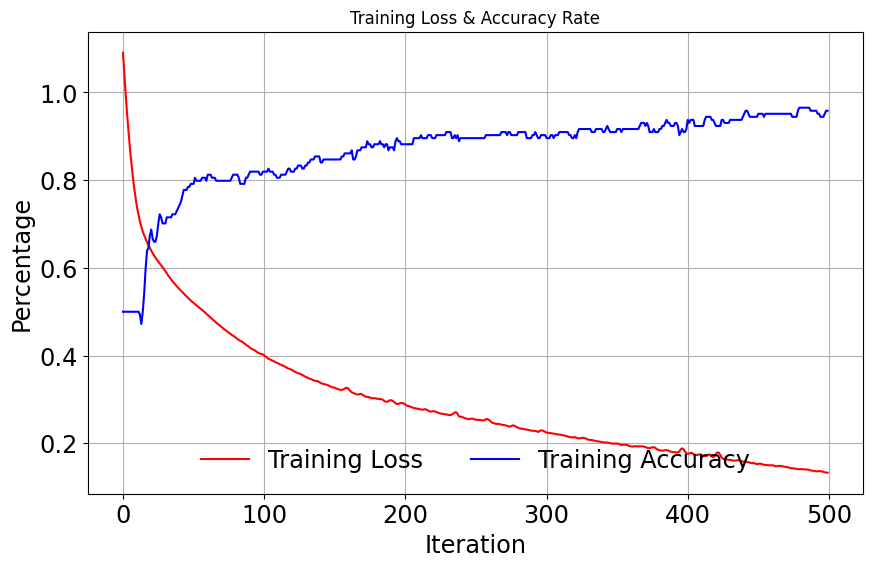 Training Loss & Accuracy Rate
1.0
0.8
0.6
0.4
0.2
Percentage
Training Loss
Training Accuracy
0 100 200 300 400 500
Iteration